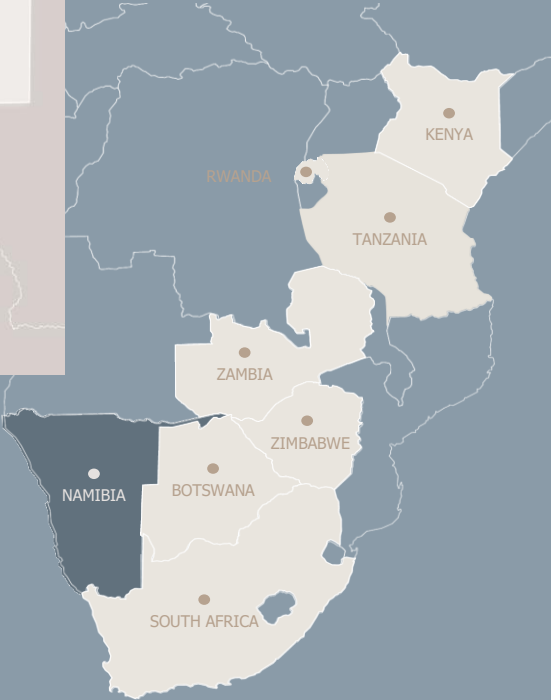 KENYA
RWANDA
TANZANIA
ZAMBIA
ZIMBABWE
BOTSWANA
NAMIBIA
SOUTH AFRICA